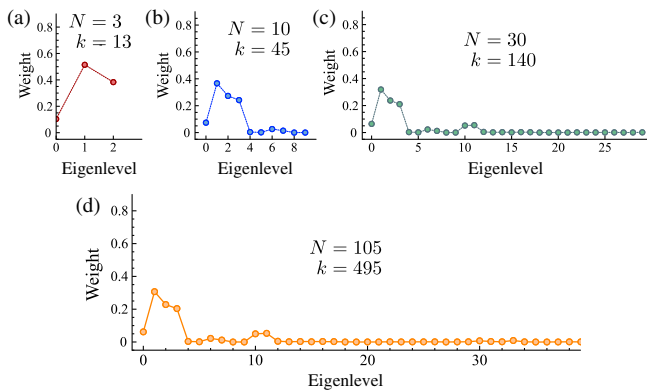 (a)
N = 3
k = 13
Weight
0.8
0.6
0.4
0.2
0
0 1 2
Eigenlevel
(b)
N = 10
k = 45
Weight
0.8
0.6
0.4
0.2
0
0 2 4 6 8
Eigenlevel
(c)
N = 30
k = 140
Weight
0.8
0.6
0.4
0.2
0
0 5 10 15 20 25
Eigenlevel
(d)
N = 105
k = 495
Weight
0.8
0.6
0.4
0.2
0
0 10 20 30
Eigenlevel